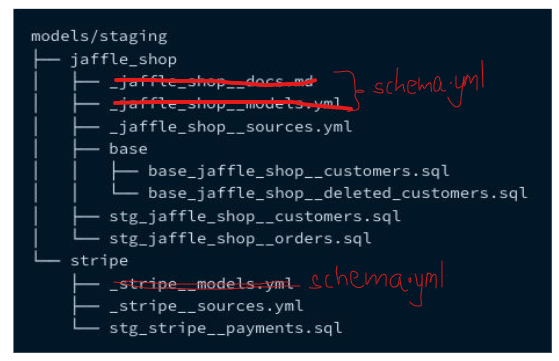 models/staging
├── jaffle_shop
│   ├── _jaffle_shop__docs.md
│   ├── _jaffle_shop__models.yml
schema.yml
│   ├── _jaffle_shop__sources.yml
│   ├── base
│   │   ├── base_jaffle_shop__customers.sql
│   │   └── base_jaffle_shop__deleted_customers.sql
│   ├── stg_jaffle_shop__customers.sql
│   └── stg_jaffle_shop__orders.sql
└── stripe
    ├── _stripe__models.yml schema.yml
    ├── _stripe__sources.yml
    └── stg_stripe__payments.sql